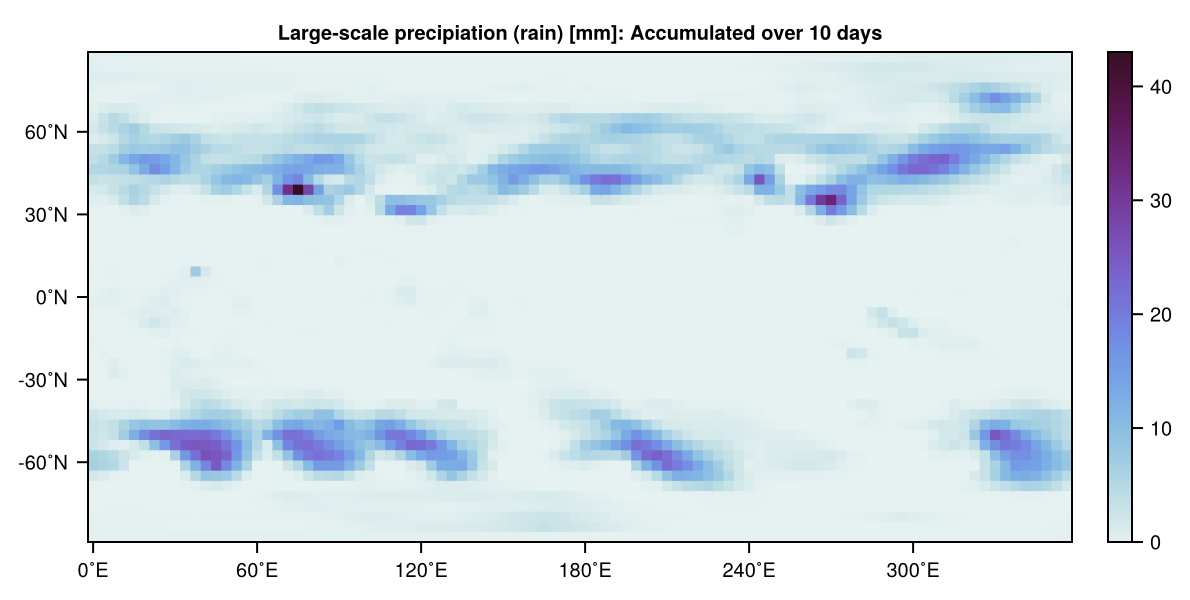 Large-scale precipiation (rain) [mm]: Accumulated over 10 days
60˚N
30˚N
0˚N
-30˚N
-60˚N
0˚E
60˚E
120˚E
180˚E
240˚E
300˚E
40
30
20
10
0